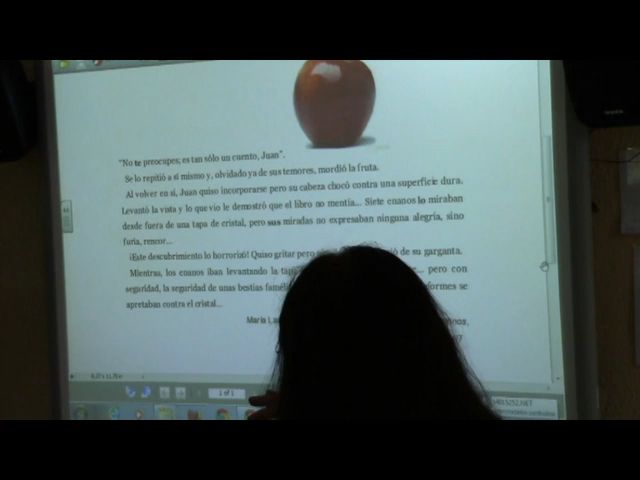 “No te preocupes; es tan sólo un cuento, Juan”.
Se lo repitió a sí mismo y, olvidado ya de sus temores, mordió la fruta.
Al volver en sí, Juan quiso incorporarse pero su cabeza chocó contra una superficie dura.
Levantó la vista y lo que vio le demostró que el libro no mentía... Siete enanos lo miraban
desde fuera de una tapa de cristal, pero sus miradas no expresaban ninguna alegría, sino
furia, rencor...
¡Este descubrimiento lo horrorizó! Quiso gritar pero de su garganta.
Mientras, los enanos iban levantando la tapa ... pero con
seguridad, la seguridad de unas bestias formes se
apretaban contra el cristal...
María
1 of 1